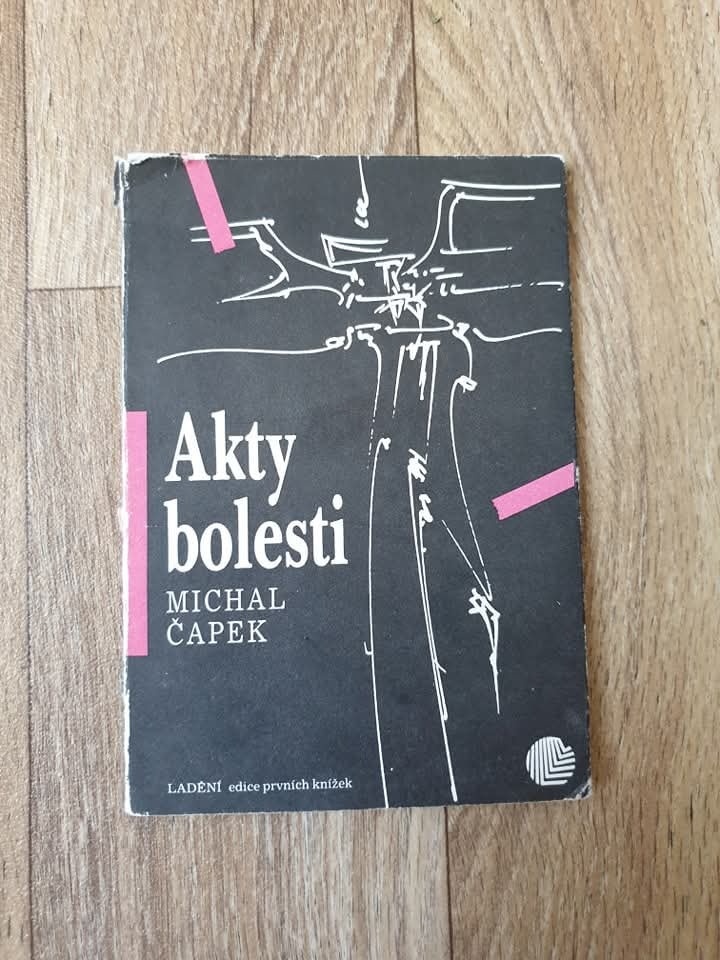 Akty
bolesti
MICHAL
ČAPEK
LADĚNÍ edice prvních knížek